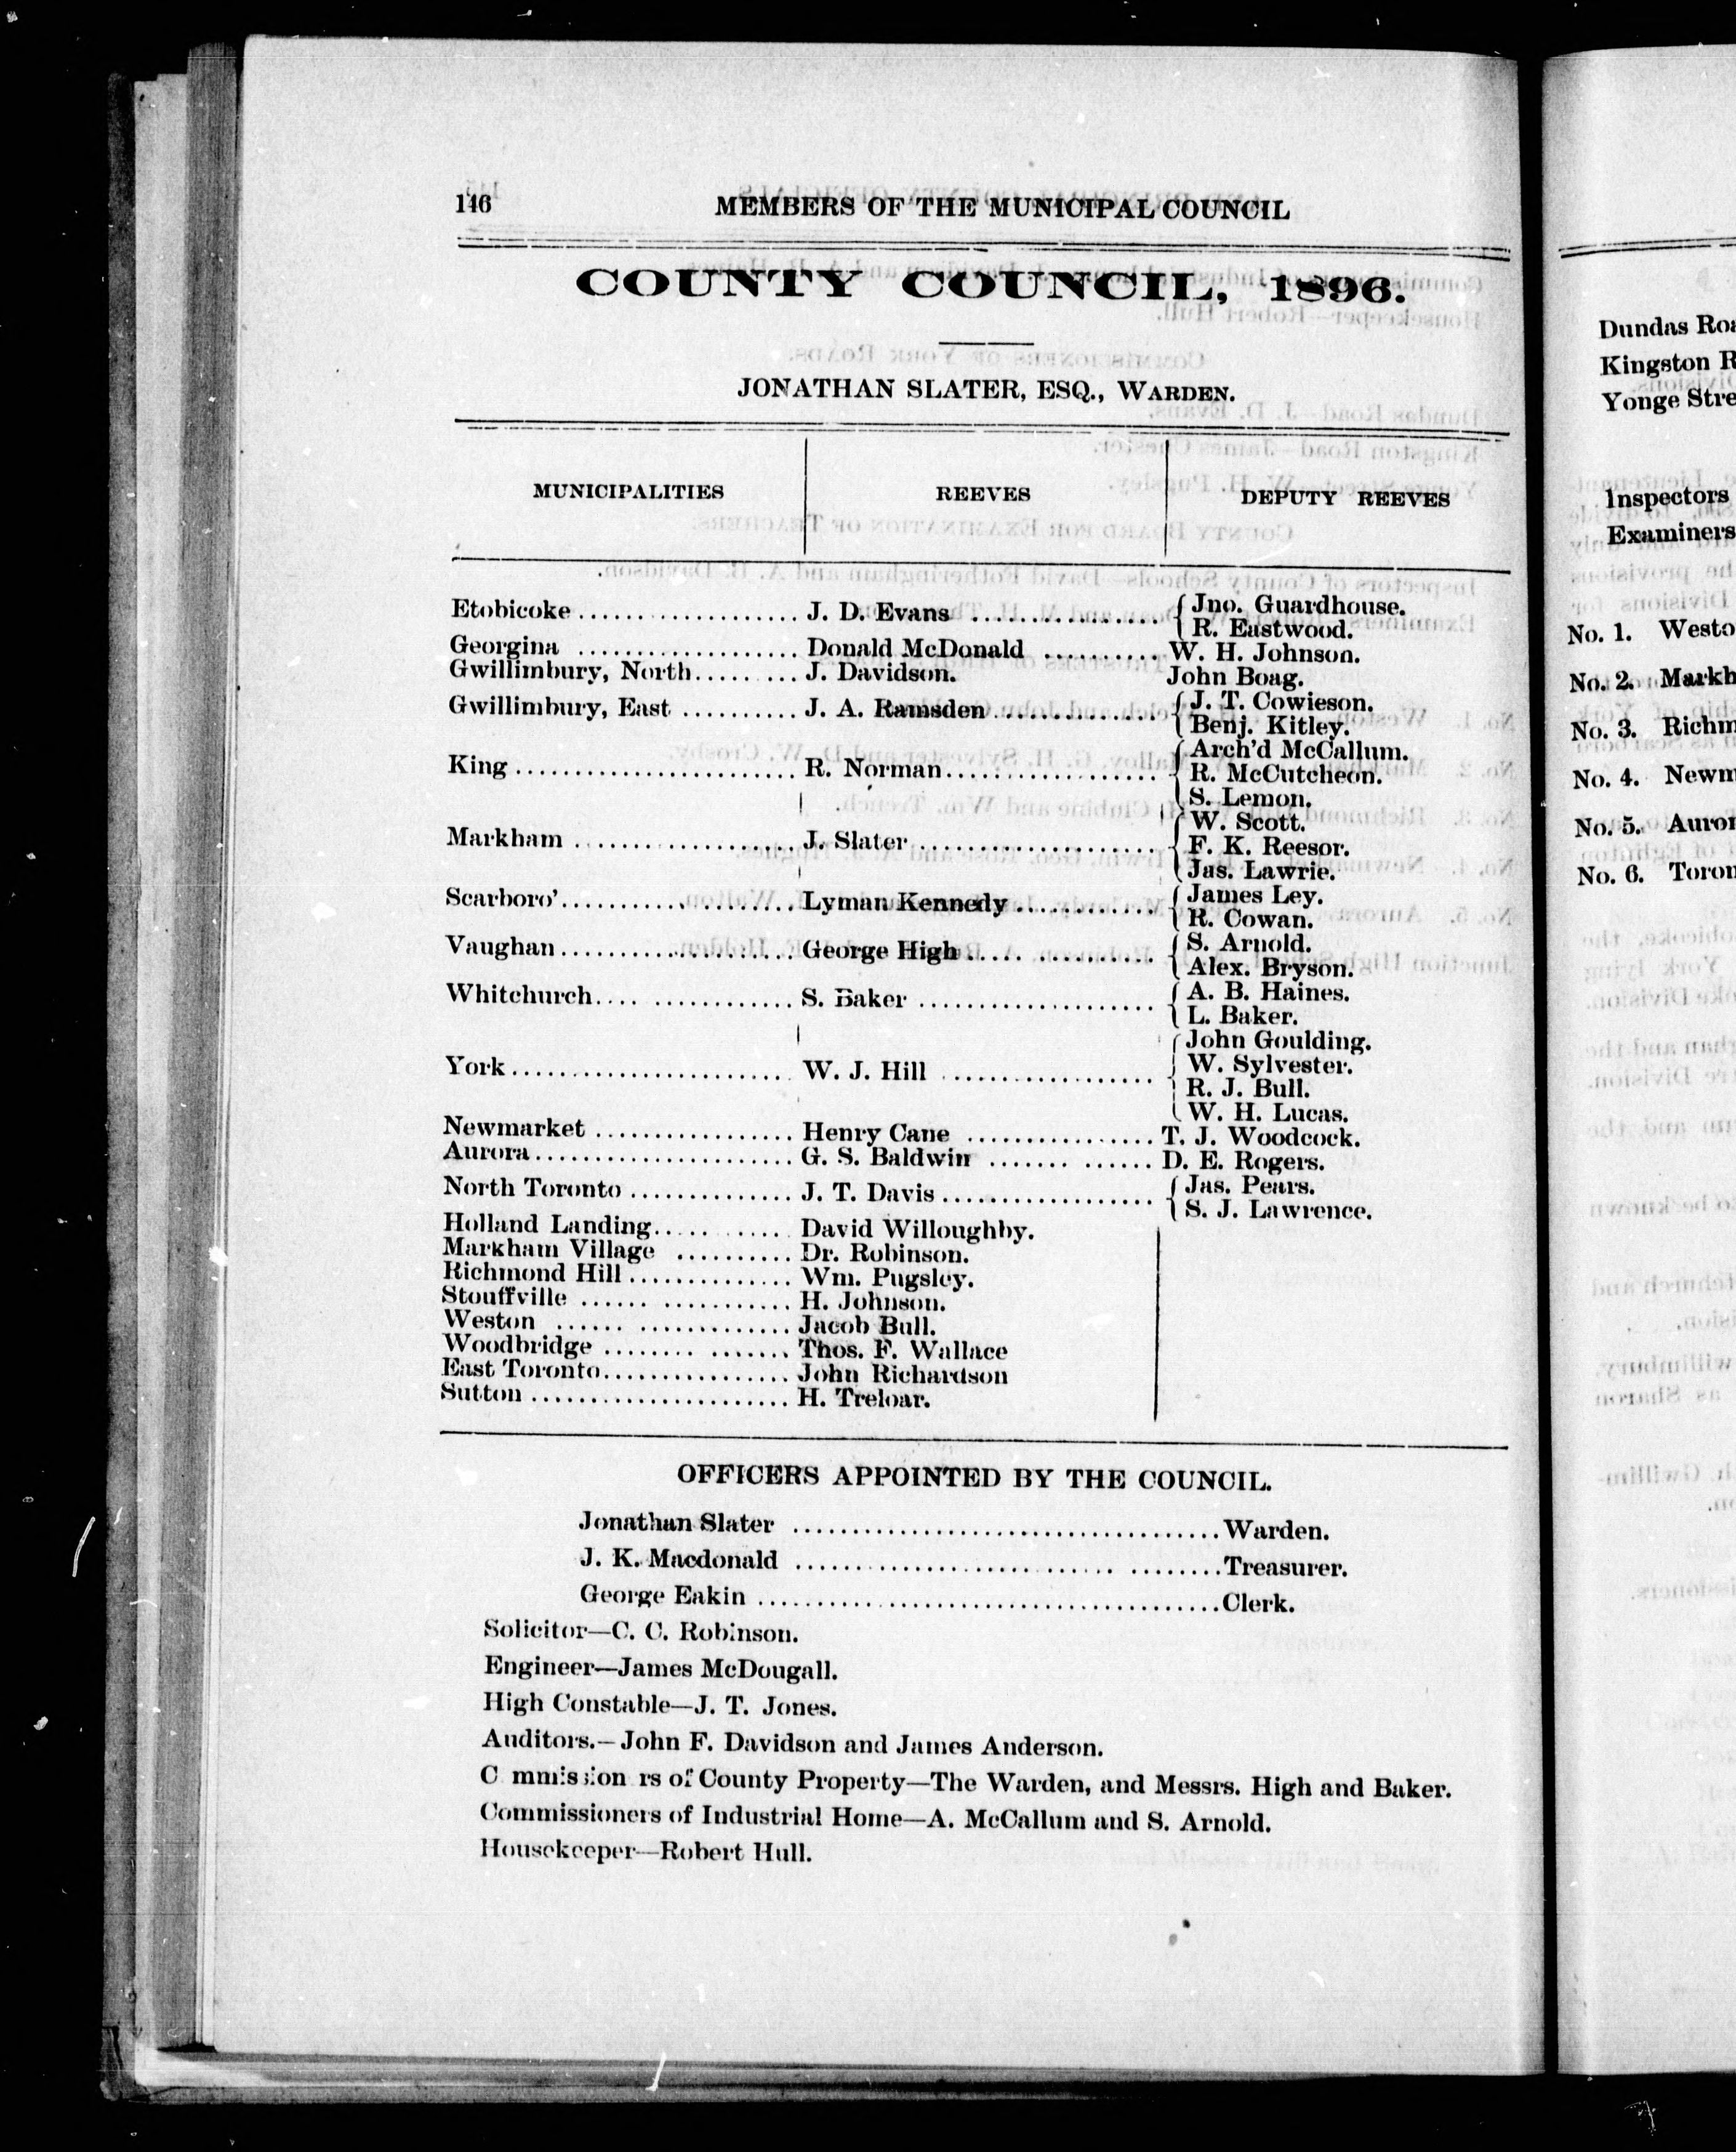 146 MEMBERS OF THE MUNICIPAL COUNCIL
COUNTY COUNCIL, 1896.
JONATHAN SLATER, ESQ., WARDEN.
MUNICIPALITIES REEVES DEPUTY REEVES
Etobicoke J. D. Evans Jno. Guardhouse.
R. Eastwood.
Georgina Donald McDonald W. H. Johnson.
Gwillimbury, North J. Davidson. John Boag.
Gwillimbury, East J. A. Ramsden J. T. Cowieson.
Benj. Kitley.
Arch'd McCallum.
King R. Norman R. McCutcheon.
S. Lemon.
W. Scott.
Markham J. Slater F. K. Reesor.
Jas. Lawrie.
Scarboro' Lyman Kennedy James Ley.
R. Cowan.
Vaughan George High S. Arnold.
Alex. Bryson.
Whitchurch S. Baker A. B. Haines.
L. Baker.
John Goulding.
York W. J. Hill W. Sylvester.
R. J. Bull.
W. H. Lucas.
Newmarket Henry Cane T. J. Woodcock.
Aurora G. S. Baldwin D. E. Rogers.
North Toronto J. T. Davis Jas. Pears.
S. J. Lawrence.
Holland Landing David Willoughby.
Markham Village Dr. Robinson.
Richmond Hill Wm. Pugsley.
Stouffville H. Johnson.
Weston Jacob Bull.
Woodbridge Thos. F. Wallace
East Toronto John Richardson
Sutton H. Treloar.
OFFICERS APPOINTED BY THE COUNCIL.
Jonathan Slater Warden.
J. K. Macdonald Treasurer.
George Eakin Clerk.
Solicitor—C. C. Robinson.
Engineer—James McDougall.
High Constable—J. T. Jones.
Auditors.—John F. Davidson and James Anderson.
C mmission rs of County Property—The Warden, and Messrs. High and Baker.
Commissioners of Industrial Home—A. McCallum and S. Arnold.
Housekeeper—Robert Hull.
Dundas Roa
Kingston R
Yonge Stre
Inspectors
Examiners
No. 1. Westo
No. 2. Markh
No. 3. Richm
No. 4. Newm
No. 5. Auror
No. 6. Toron